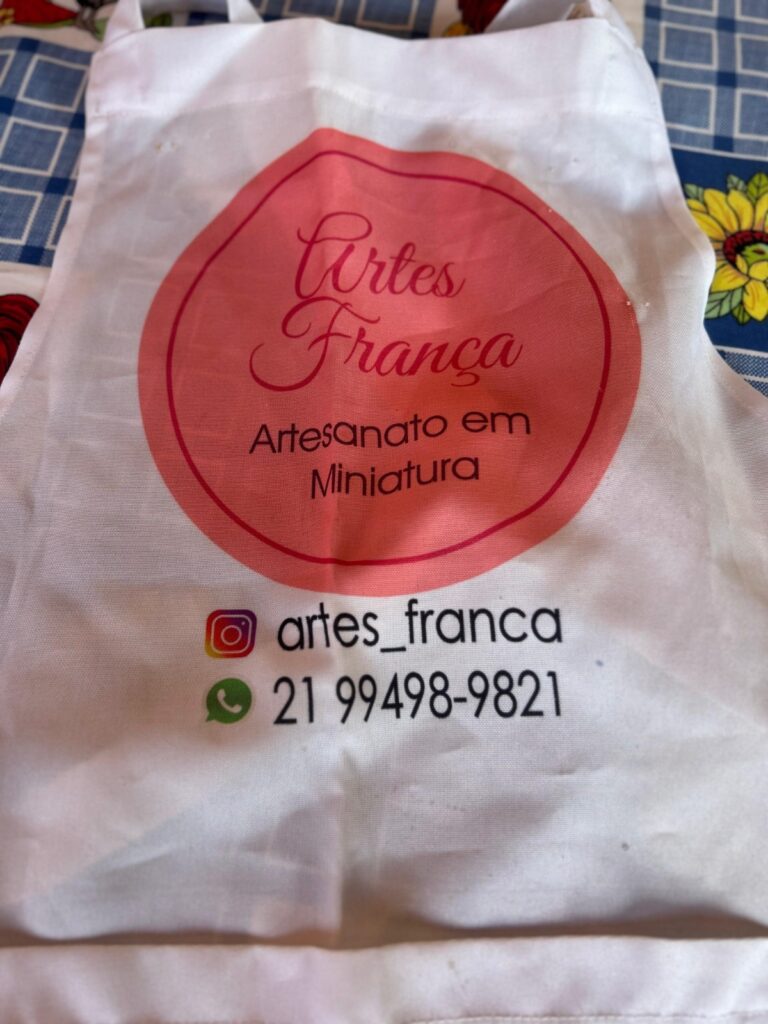 Artes
França
Artesanato em
Miniatura
artes_franca
21 99498-9821